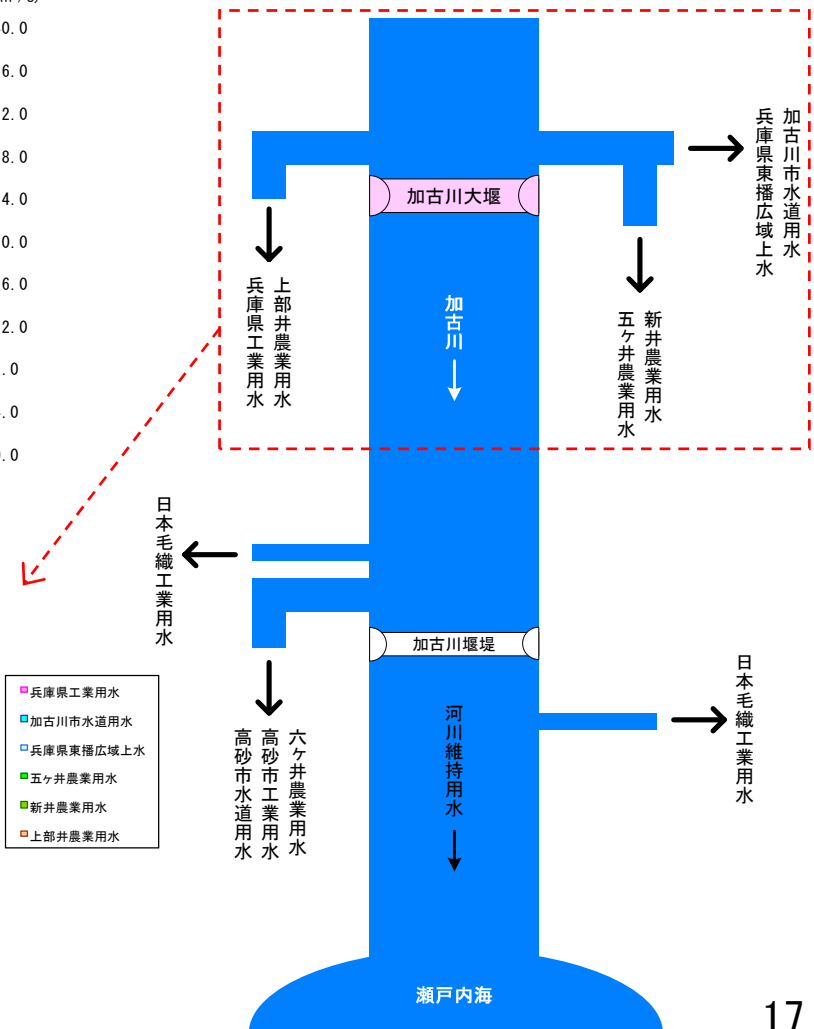 0.0
6.0
2.0
8.0
4.0
0.0
6.0
2.0
.0
.0
.0
加古川市水道用水
兵庫県東播広域上水
加古川大堰
上部井農業用水
兵庫県工業用水
加古川
新井農業用水
五ケ井農業用水
日本毛織工業用水
加古川堰堤
六ケ井農業用水
高砂市工業用水
高砂市水道用水
河川維持用水
日本毛織工業用水
兵庫県工業用水
加古川市水道用水
兵庫県東播広域上水
五ヶ井農業用水
新井農業用水
上部井農業用水
瀬戸内海
17